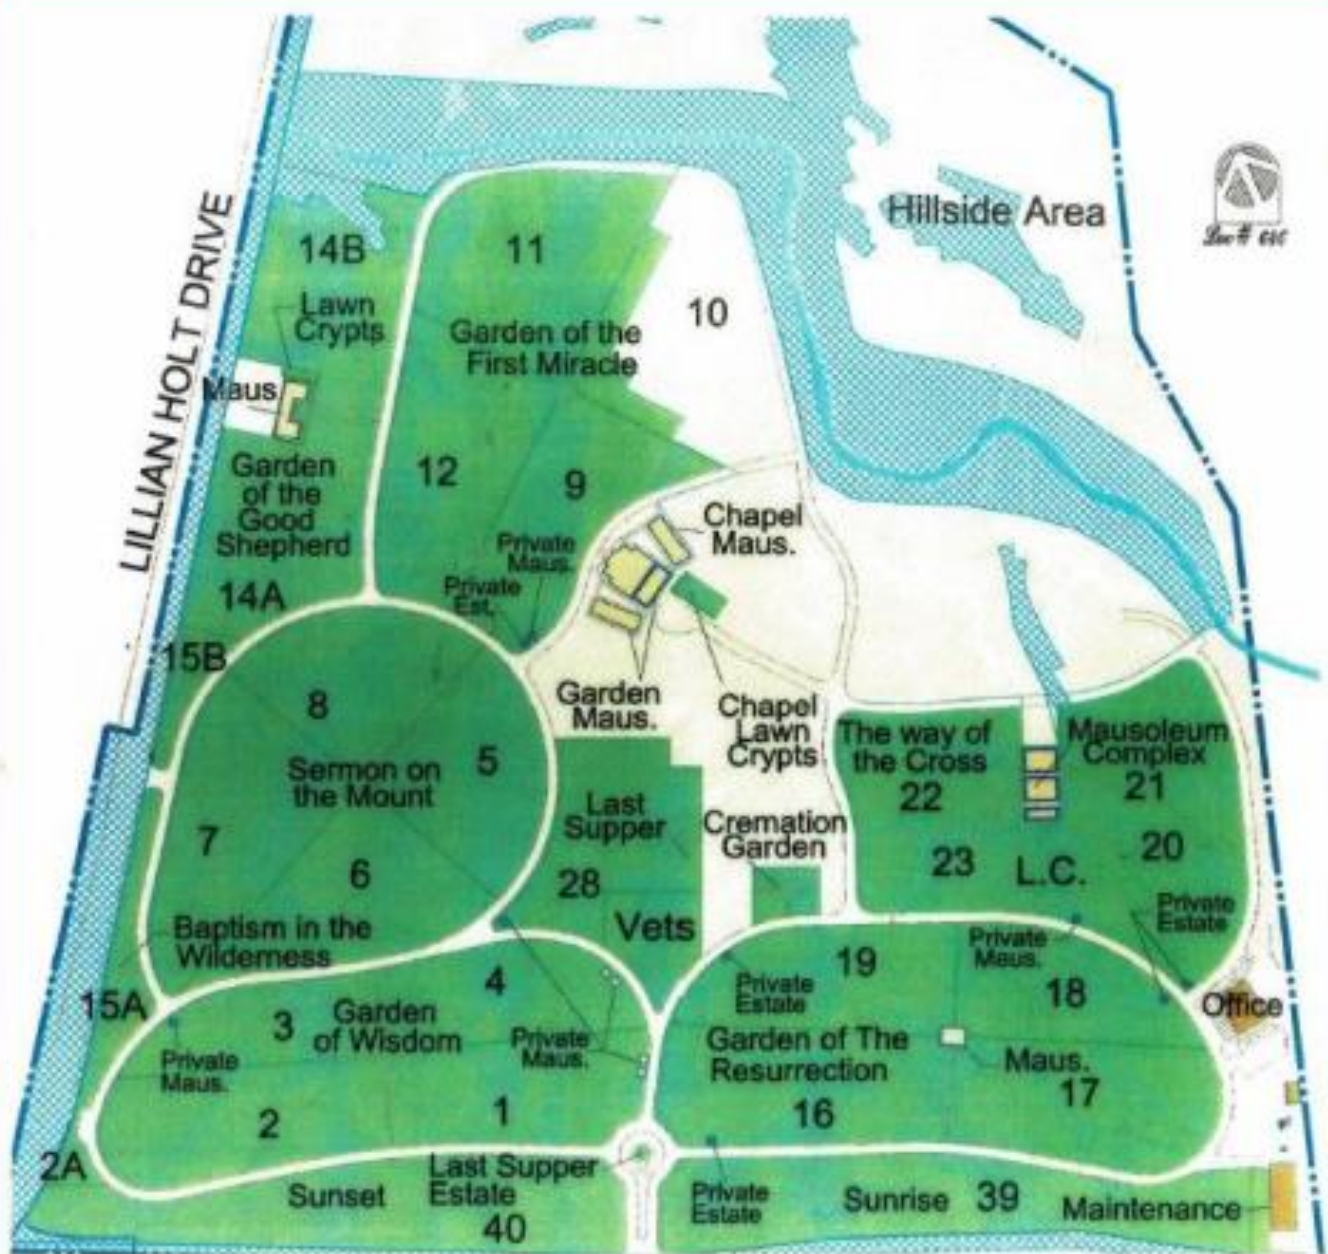 LILLIAN HOLT DRIVE
Hillside Area
14B
11
10
Lawn
Crypts
Garden of the
First Miracle
Maus
12
9
Garden
of the
Good
Shepherd
Chapel
Maus.
Private
Maus.
Private
Est.
14A
15B
Garden
Maus.
Chapel
Lawn
Crypts
8
5
Sermon on
the Mount
7
6
The way of
the Cross
22
Mausoleum
Complex
21
Last
Supper
Cremation
Garden
28
Vets
23
L.C.
20
Private
Estate
Private
Maus.
Baptism in the
Wilderness
15A
4
3
Garden
of Wisdom
Private
Maus.
Private
Maus.
2
1
19
Private
Estate
18
Office
Garden of The
Resurrection
Maus.
17
16
2A
Last Supper
Estate
Sunset
40
Private
Estate
Sunrise
39
Maintenance